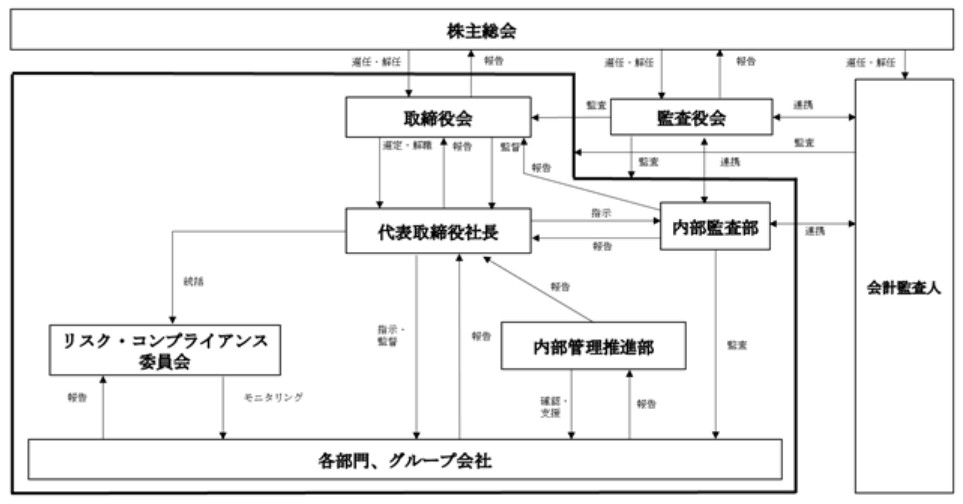 株主総会
選任・解任
報告
選任・解任
報告
選任・解任
取締役会
監査
監査役会
連携
選定・解職
報告
監督
報告
監査
連携
監査
代表取締役社長
指示
報告
内部監査部
連携
会計監査人
統括
報告
リスク・コンプライアンス
委員会
指示・
監督
報告
内部管理推進部
監査
報告
モニタリング
確認・
支援
報告
各部門、グループ会社